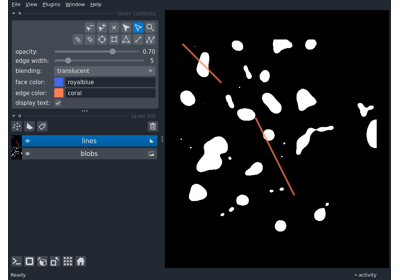 File View Plugins Window Help
layer controls
opacity: 0.70
edge width: 5
blending: translucent
face color: royalblue
edge color: coral
display text:
layer list
lines
blobs
Ready
activity